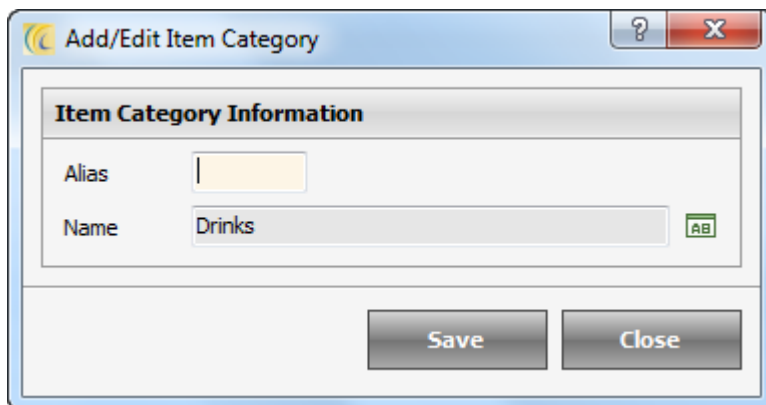 Add/Edit Item Category
?
X
Item Category Information
Alias
Name Drinks
AB
Save Close